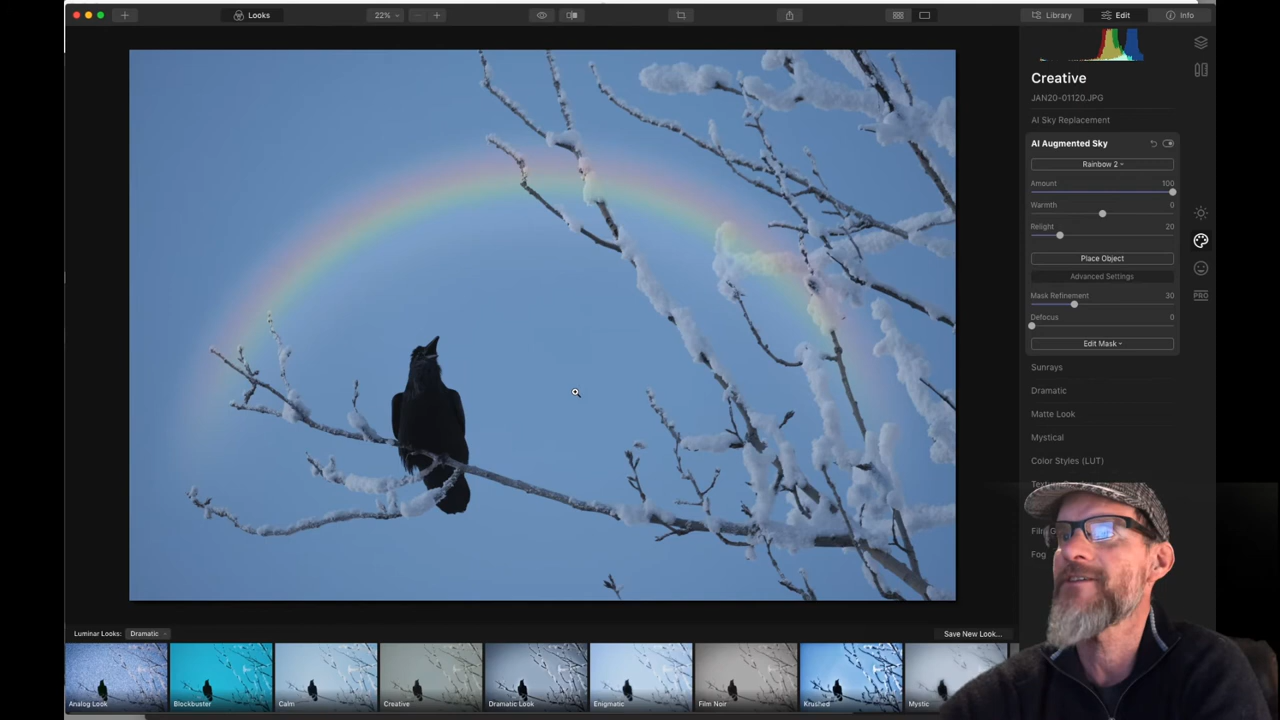 Looks
22%
Library
Edit
Info
Creative
JAN20-01120.JPG
AI Sky Replacement
AI Augmented Sky
Rainbow 2
Amount 100
Warmth 0
Relight 20
Place Object
Advanced Settings
Mask Refinement 30
Defocus 0
Edit Mask
Sunrays
Dramatic
Matte Look
Mystical
Color Styles (LUT)
Film
Fog
PRO
Luminar Looks: Dramatic
Save New Look...
Analog Look
Blockbuster
Calm
Creative
Dramatic Look
Enigmatic
Film Noir
Krushed
Mystic